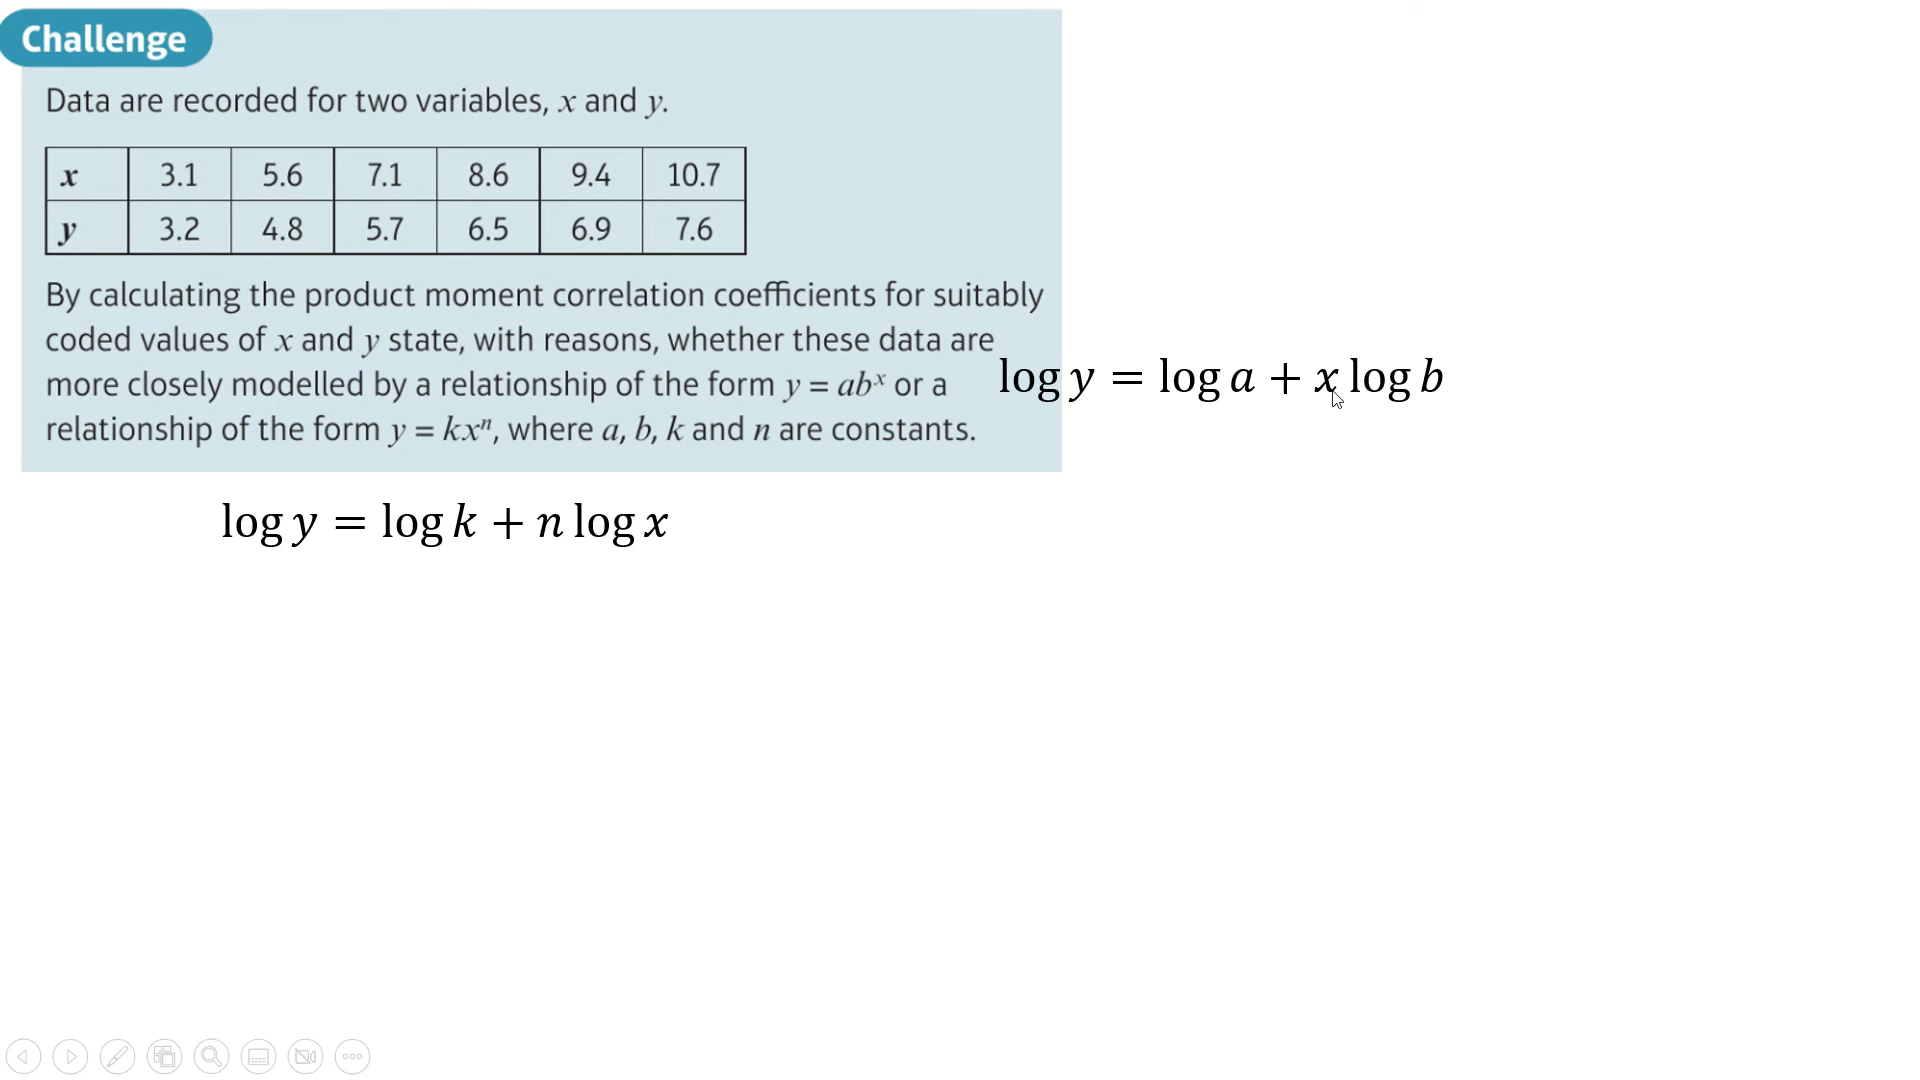 Challenge
Data are recorded for two variables, x and y.
x 3.1 5.6 7.1 8.6 9.4 10.7
y 3.2 4.8 5.7 6.5 6.9 7.6
By calculating the product moment correlation coefficients for suitably
coded values of x and y state, with reasons, whether these data are
more closely modelled by a relationship of the form y = abˣ or a
relationship of the form y = kxⁿ, where a, b, k and n are constants.
log y = log a + x log b
log y = log k + n log x